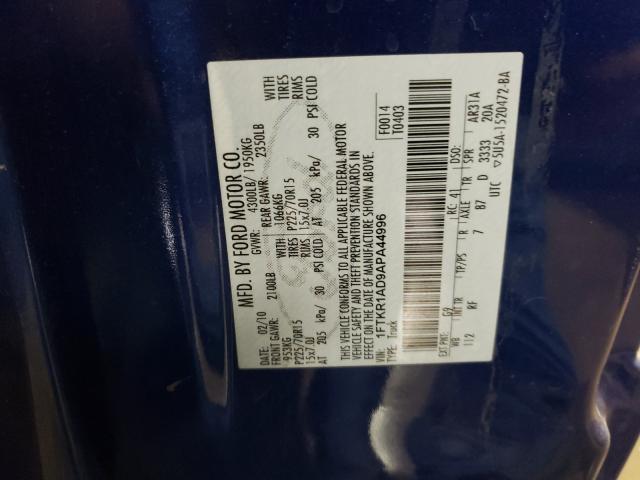 MFD. BY FORD MOTOR CO.
DATE: 02/10 GVWR: 4300LB/ 1950KG
FRONT GAWR: 2100LB REAR GAWR: 2350LB
953KG 1066KG WITH
P225/70R15 TIRES P225/70R15 TIRES
15x7.0J RIMS 15x7.0J RIMS
AT 205 kPa/ 30 PSI COLD AT 205 kPa/ 30 PSI COLD
THIS VEHICLE CONFORMS TO ALL APPLICABLE FEDERAL MOTOR
VEHICLE SAFETY AND THEFT PREVENTION STANDARDS IN
EFFECT ON THE DATE OF MANUFACTURE SHOWN ABOVE.
VIN: 1FTKR1AD9APA44996 F0014
TYPE: Truck T0403
EXT PNT: G9 RC: 41 DSO:
WB INT TR TP/PS R AXLE TR SPR AR31A
112 RF 7 B7 D 3333 20A
UTC ▽5U5A-1520472-BA